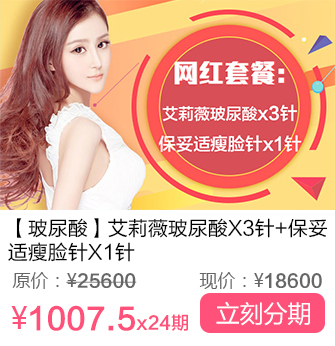 网红套餐:
艾莉薇玻尿酸x3针
保妥适瘦脸针x1针
【玻尿酸】艾莉薇玻尿酸X3针+保妥
适瘦脸针X1针
原价：¥25600 现价：¥18600
¥1007.5x24期 立刻分期